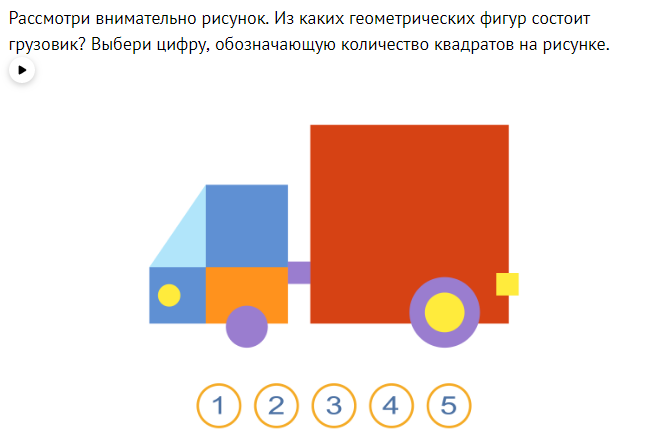 Рассмотри внимательно рисунок. Из каких геометрических фигур состоит
грузовик? Выбери цифру, обозначающую количество квадратов на рисунке.
1 2 3 4 5